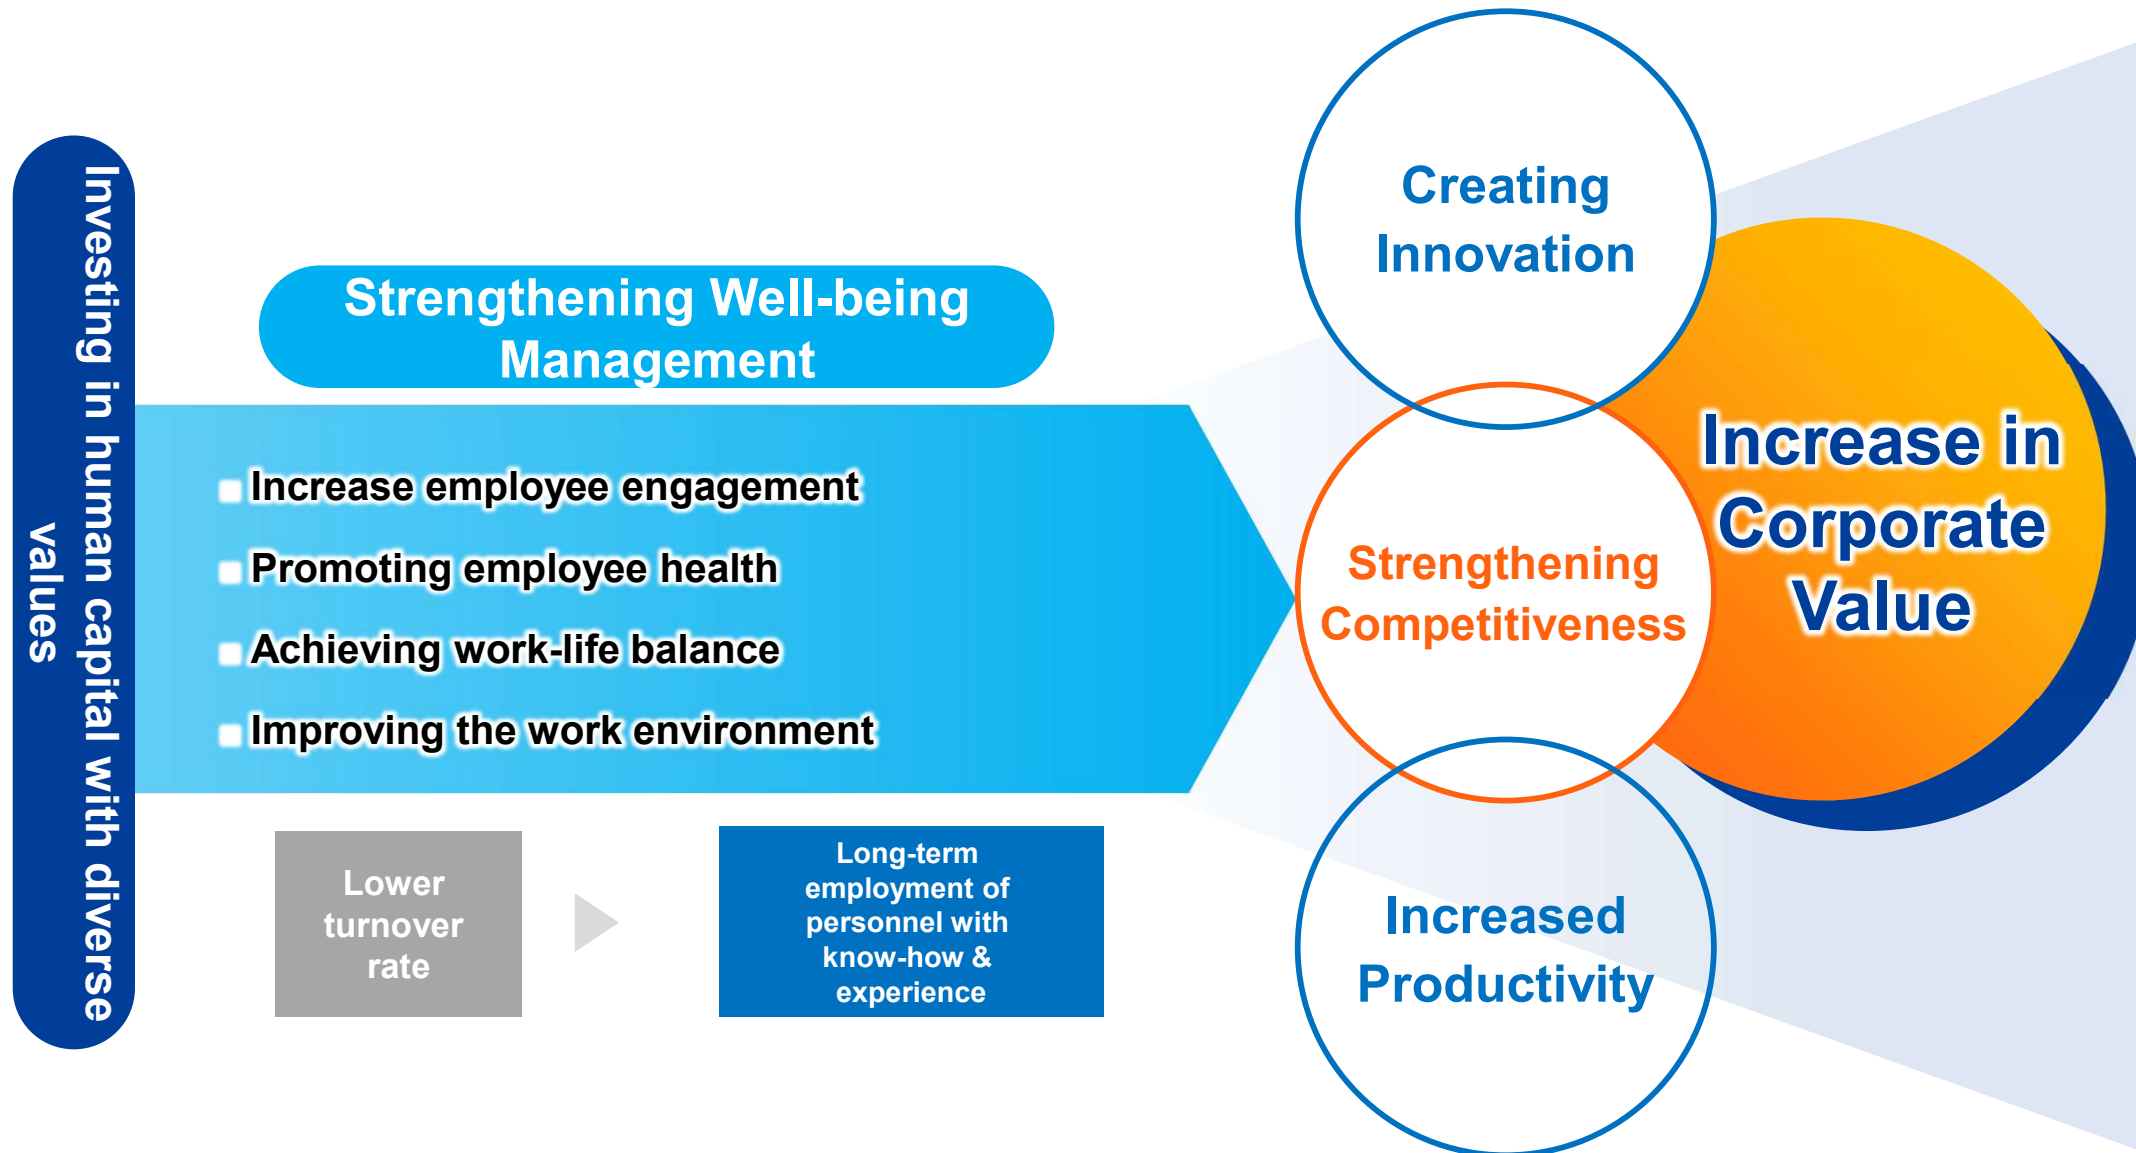 Investing in human capital with diverse
values
Strengthening Well-being
Management
Increase employee engagement
Promoting employee health
Achieving work-life balance
Improving the work environment
Lower
turnover
rate
Long-term
employment of
personnel with
know-how &
experience
Creating
Innovation
Strengthening
Competitiveness
Increased
Productivity
Increase in
Corporate
Value